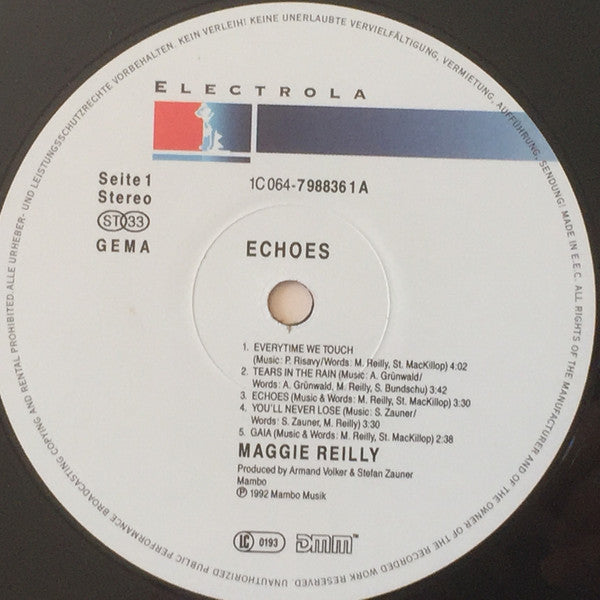 ELECTROLA
Seite 1
Stereo
ST 33
GEMA
1C 064-7 98836 1 A
ECHOES
1. EVERYTIME WE TOUCH
(Music: P. Risavy/Words: M. Reilly, St. MacKillop) 4:02
2. TEARS IN THE RAIN (Music: A. Grünwald/
Words: A. Grünwald, M. Reilly, S. Bundschu) 3:42
3. ECHOES (Music & Words: M. Reilly, St. MacKillop) 3:30
4. YOU'LL NEVER LOSE (Music: S. Zauner/
Words: S. Zauner, M. Reilly) 3:30
5. GAIA (Music & Words: M. Reilly, St. MacKillop) 2:38
MAGGIE REILLY
Produced by Armand Volker & Stefan Zauner
Mambo
℗ 1992 Mambo Musik
LC 0193
DMM™
ALLE URHEBER- UND LEISTUNGSSCHUTZRECHTE VORBEHALTEN. KEIN VERLEIH! KEINE UNERLAUBTE VERVIELFÄLTIGUNG, VERMIETUNG, AUFFÜHRUNG, SENDUNG! MADE IN E.E.C. ALL RIGHTS OF THE MANUFACTURER AND OF THE OWNER OF THE RECORDED WORK RESERVED. UNAUTHORIZED PUBLIC PERFORMANCE BROADCASTING COPYING AND RENTAL PROHIBITED.